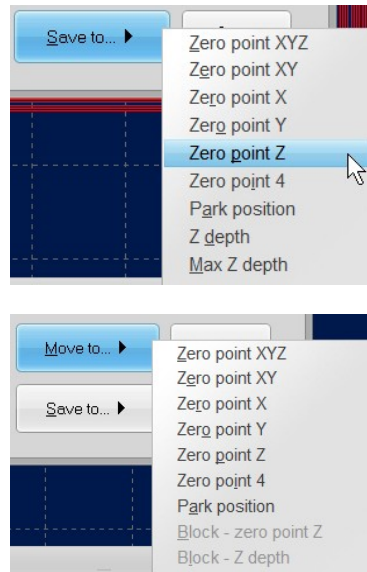 Save to...
Zero point XYZ
Zero point XY
Zero point X
Zero point Y
Zero point Z
Zero point 4
Park position
Z depth
Max Z depth
Move to...
Save to...
Zero point XYZ
Zero point XY
Zero point X
Zero point Y
Zero point Z
Zero point 4
Park position
Block - zero point Z
Block - Z depth